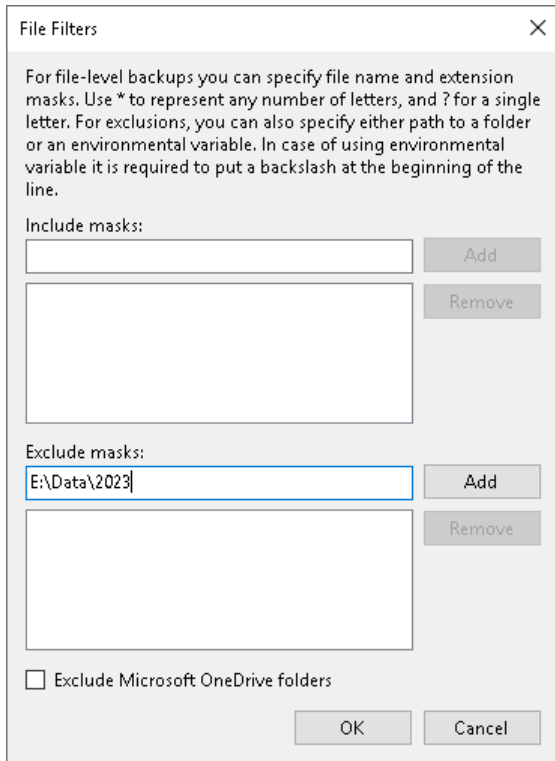 File Filters
For file-level backups you can specify file name and extension
masks. Use * to represent any number of letters, and ? for a single
letter. For exclusions, you can also specify either path to a folder
or an environmental variable. In case of using environmental
variable it is required to put a backslash at the beginning of the
line.
Include masks:
Add
Remove
Exclude masks:
E:\Data\2023
Add
Remove
Exclude Microsoft OneDrive folders
OK
Cancel